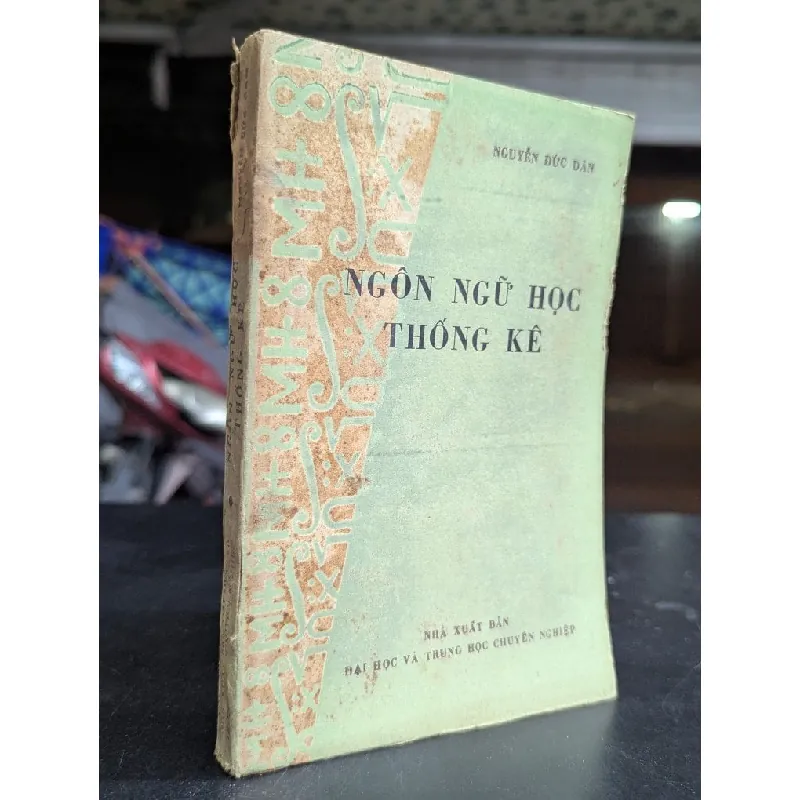 NGUYỄN ĐỨC DÂN
NGÔN NGỮ HỌC
THỐNG KÊ
NHÀ XUẤT BẢN
ĐẠI HỌC VÀ TRUNG HỌC CHUYÊN NGHIỆP